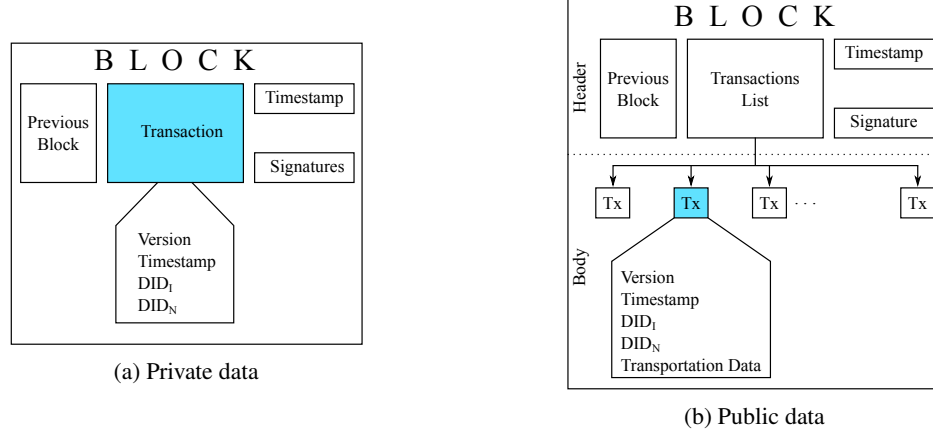 B L O C K
Previous
Block
Transaction
Timestamp
Signatures
Version
Timestamp
DID_I
DID_N
(a) Private data
B L O C K
Header
Previous
Block
Transactions
List
Timestamp
Signature
Tx
Tx
Tx
. . .
Tx
Body
Version
Timestamp
DID_I
DID_N
Transportation Data
(b) Public data